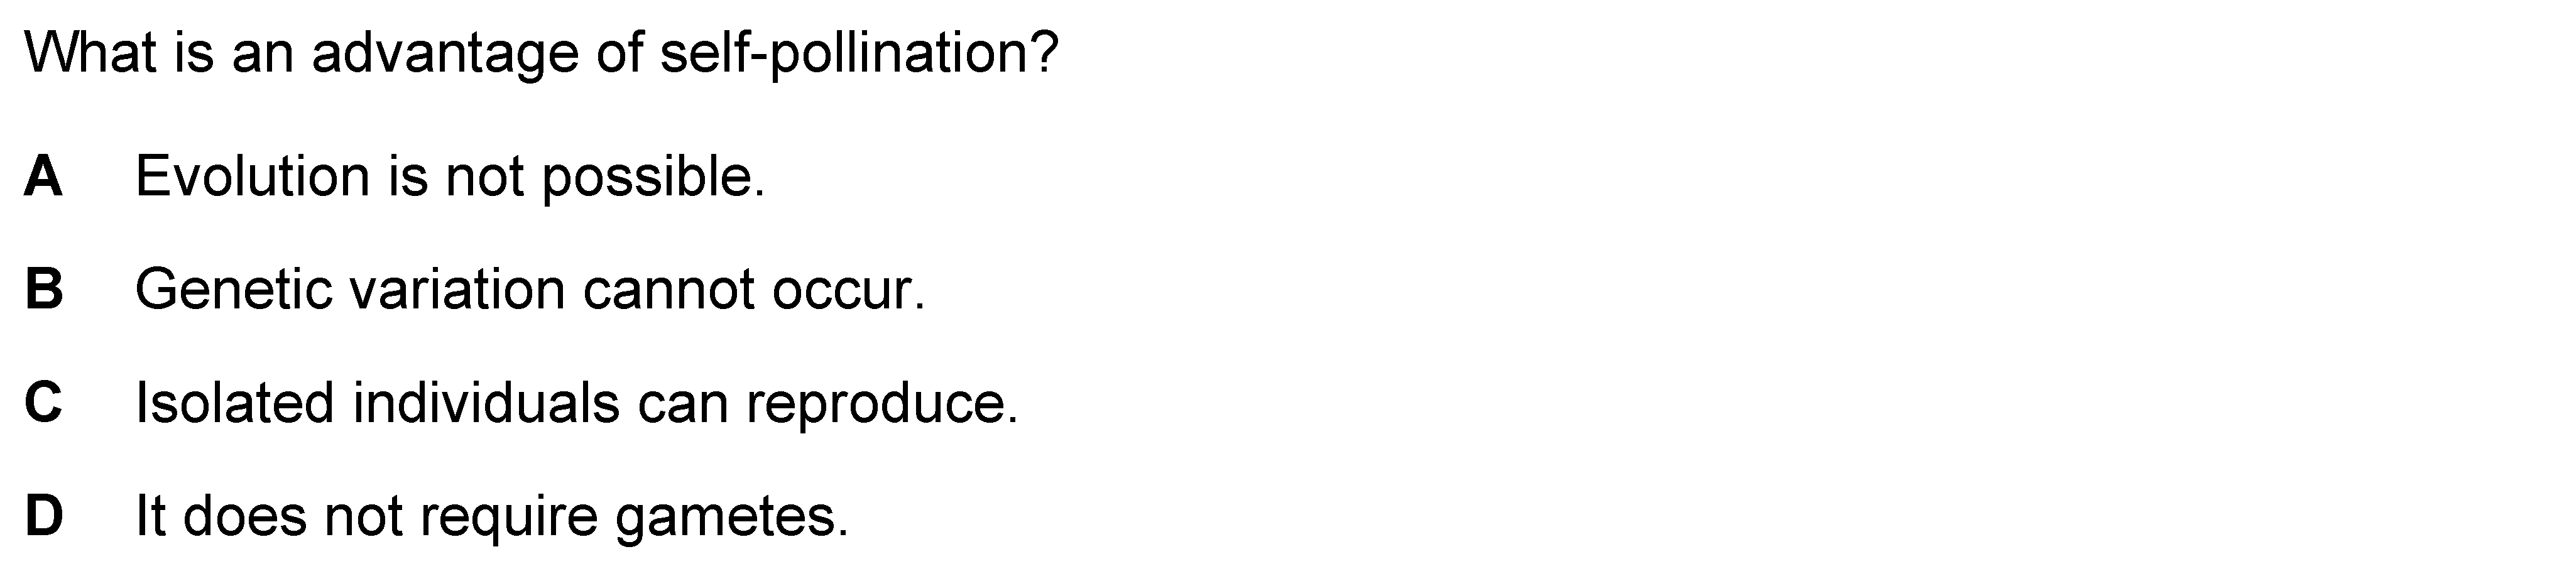 What is an advantage of self-pollination?
A Evolution is not possible.
B Genetic variation cannot occur.
C Isolated individuals can reproduce.
D It does not require gametes.